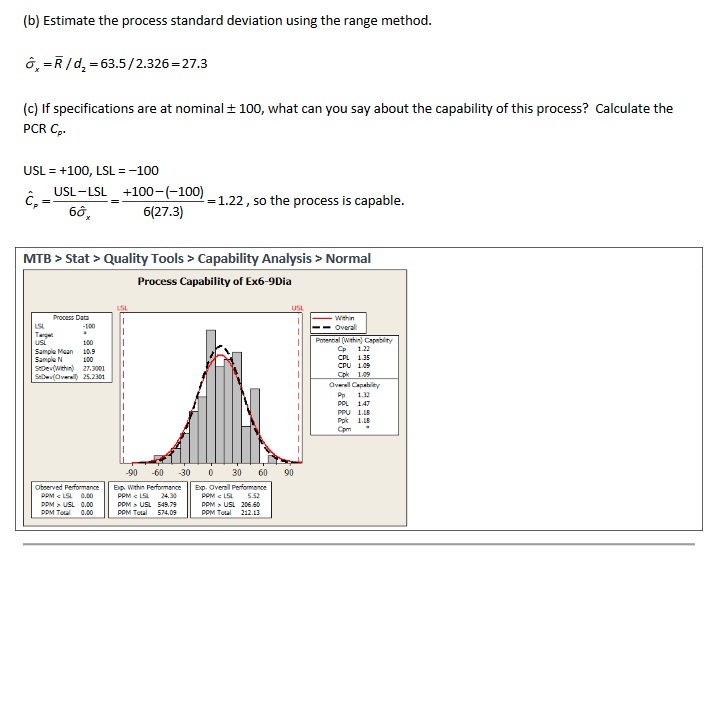 (b) Estimate the process standard deviation using the range method.
σ̂ₓ = R̄ / d₂ = 63.5 / 2.326 = 27.3
(c) If specifications are at nominal ± 100, what can you say about the capability of this process? Calculate the
PCR Cₚ.
USL = +100, LSL = −100
Ĉₚ = (USL − LSL) / 6σ̂ₓ = (+100 − (−100)) / 6(27.3) = 1.22 , so the process is capable.
MTB > Stat > Quality Tools > Capability Analysis > Normal
Process Capability of Ex6-9Dia
LSL USL
Process Data
LSL -100
Target *
USL 100
Sample Mean 10.9
Sample N 100
StDev(Within) 27.3001
StDev(Overall) 25.2301
Within
Overall
Potential (Within) Capability
Cp 1.22
CPL 1.35
CPU 1.09
Cpk 1.09
Overall Capability
Pp 1.32
PPL 1.47
PPU 1.18
Ppk 1.18
Cpm *
-90 -60 -30 0 30 60 90
Observed Performance
PPM < LSL 0.00
PPM > USL 0.00
PPM Total 0.00
Exp. Within Performance
PPM < LSL 24.30
PPM > USL 549.79
PPM Total 574.09
Exp. Overall Performance
PPM < LSL 5.52
PPM > USL 206.60
PPM Total 212.13